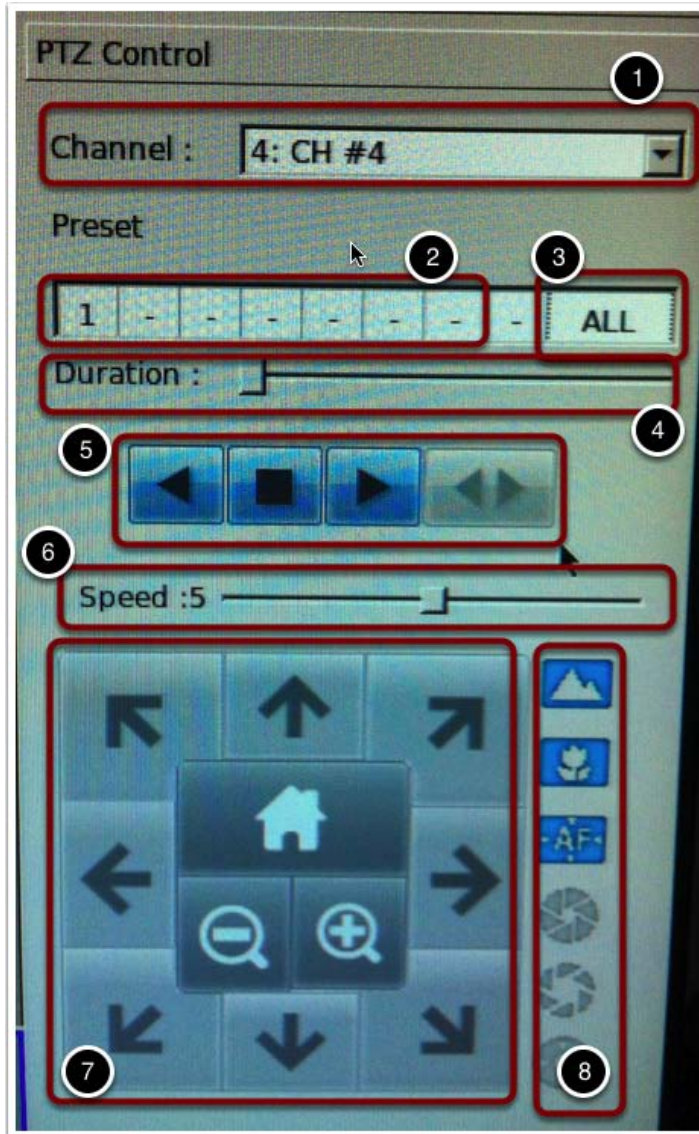 PTZ Control
1
Channel : 4: CH #4
Preset
2 3
1 - - - - - - - ALL
Duration :
4
5
6
Speed :5
AF
7 8